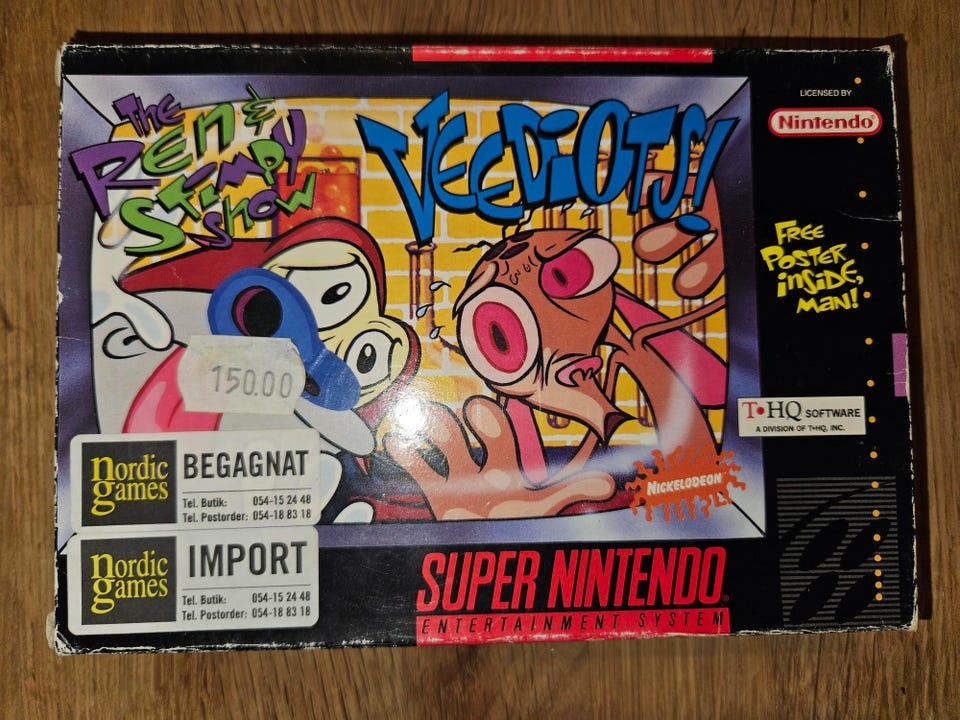 The
Ren &
Stimpy
Show™
VEEDiOTS!
LICENSED BY
Nintendo®
FREE
POSTER
iNSiDE,
MAN!
150.00
T•HQ SOFTWARE
A DIVISION OF T•HQ, INC.
NICKELODEON
nordic
games
BEGAGNAT
Tel. Butik: 054-15 24 48
Tel. Postorder: 054-18 83 18
nordic
games
IMPORT
Tel. Butik: 054-15 24 48
Tel. Postorder: 054-18 83 18
SUPER NINTENDO®
ENTERTAINMENT SYSTEM